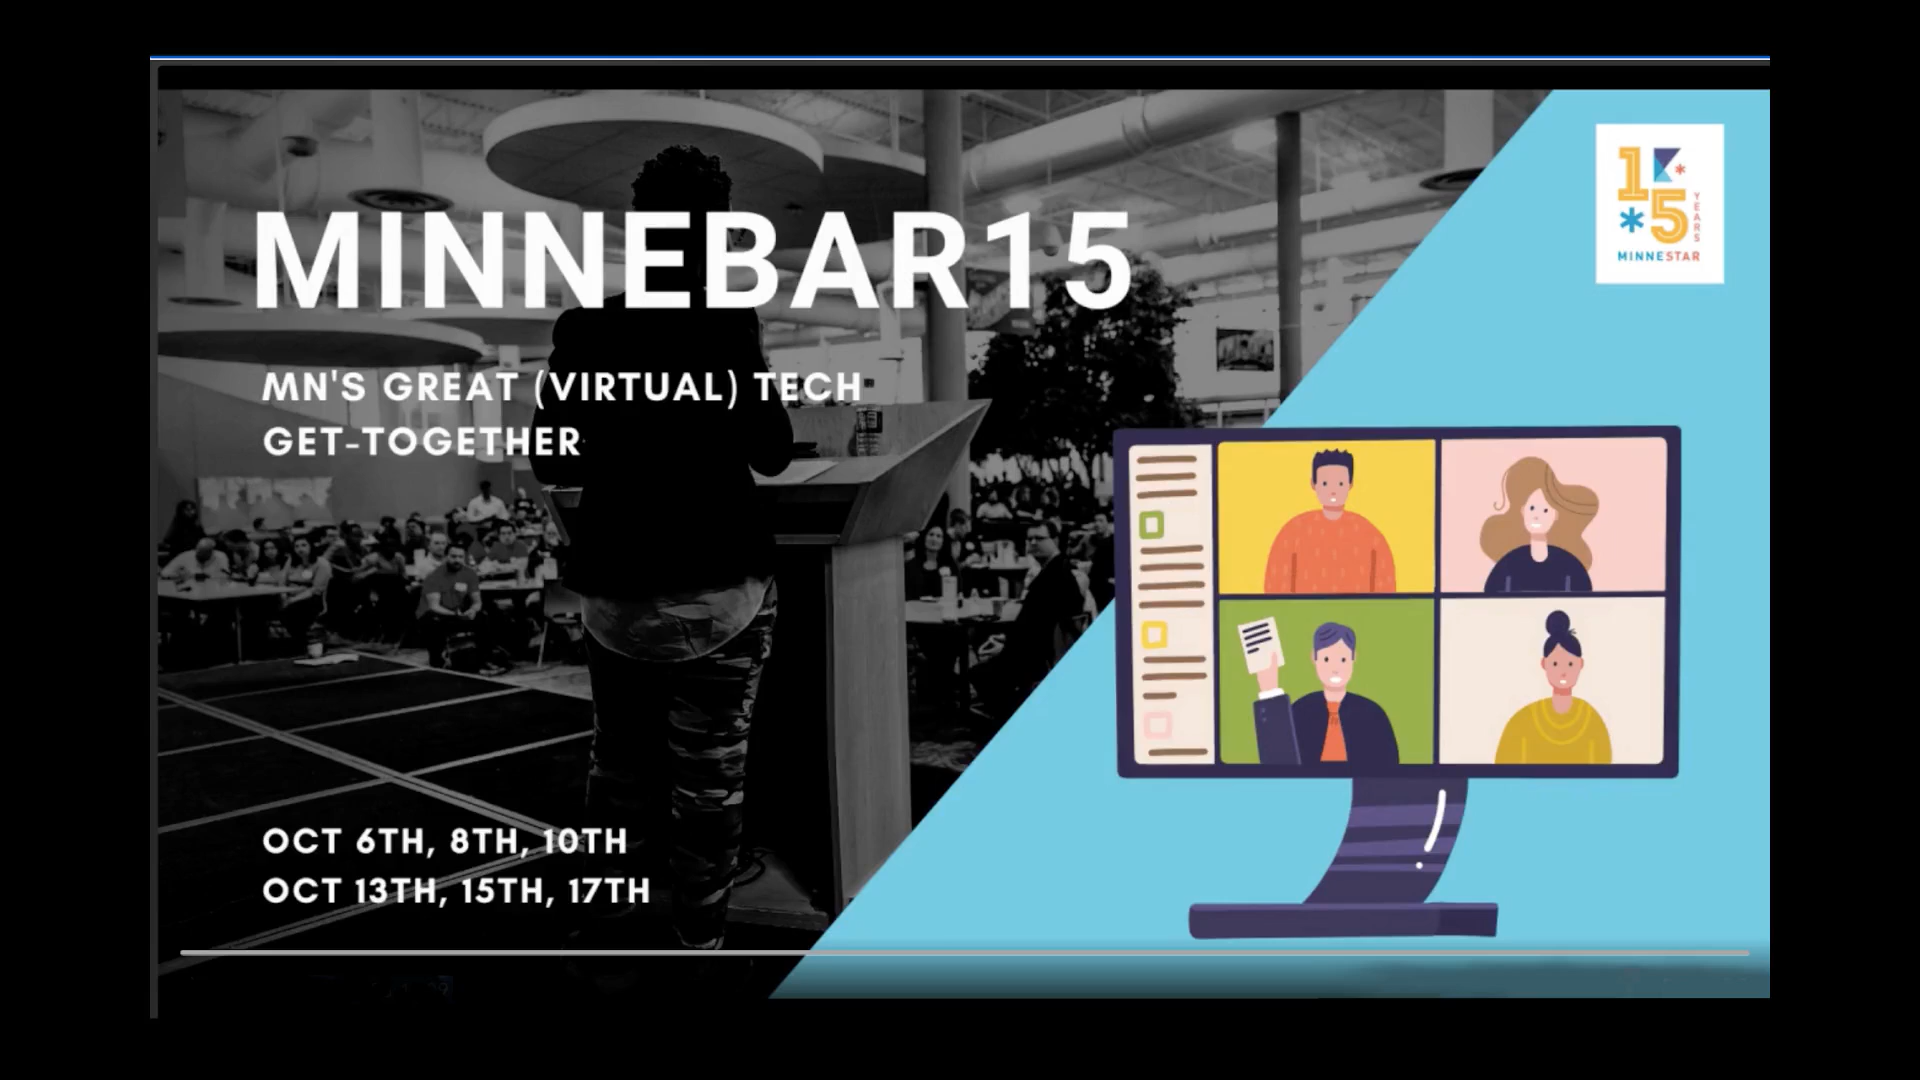 MINNEBAR15
MN'S GREAT (VIRTUAL) TECH
GET-TOGETHER
OCT 6TH, 8TH, 10TH
OCT 13TH, 15TH, 17TH
15
YEARS
MINNESTAR